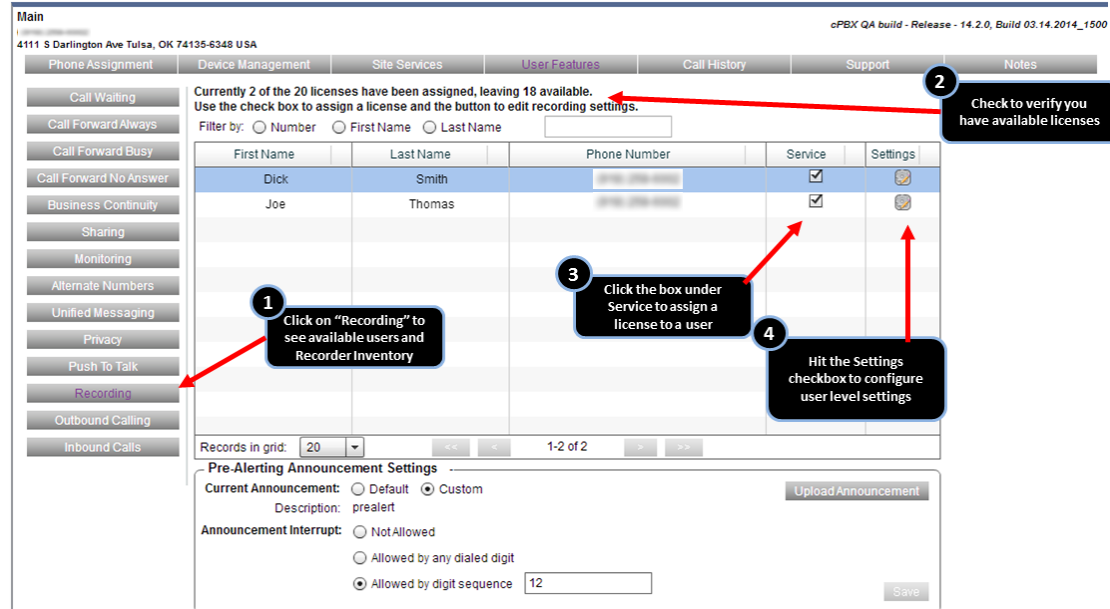 Main
cPBX QA build - Release - 14.2.0, Build 03.14.2014_1500
4111 S Darlington Ave Tulsa, OK 74135-6348 USA
Phone Assignment Device Management Site Services User Features Call History Support Notes
Call Waiting
Call Forward Always
Call Forward Busy
Call Forward No Answer
Business Continuity
Sharing
Monitoring
Alternate Numbers
Unified Messaging
Privacy
Push To Talk
Recording
Outbound Calling
Inbound Calls
Currently 2 of the 20 licenses have been assigned, leaving 18 available.
Use the check box to assign a license and the button to edit recording settings.
Filter by: Number First Name Last Name
First Name Last Name Phone Number Service Settings
Dick Smith
Joe Thomas
1
Click on “Recording” to
see available users and
Recorder Inventory
2
Check to verify you
have available licenses
3
Click the box under
Service to assign a
license to a user
4
Hit the Settings
checkbox to configure
user level settings
Records in grid: 20 << < 1-2 of 2 > >>
Pre-Alerting Announcement Settings
Current Announcement: Default Custom Upload Announcement
Description: prealert
Announcement Interrupt: Not Allowed
Allowed by any dialed digit
Allowed by digit sequence 12
Save